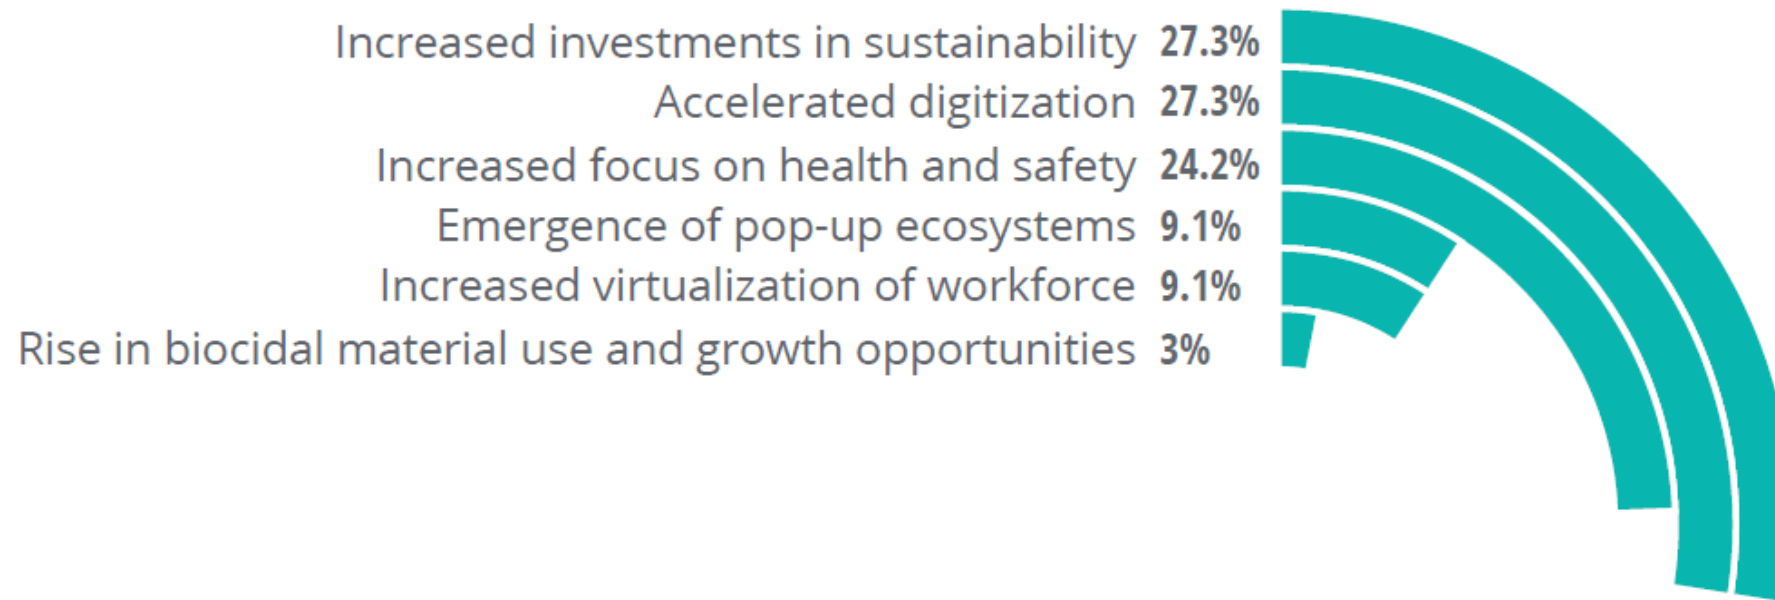 Increased investments in sustainability 27.3%
Accelerated digitization 27.3%
Increased focus on health and safety 24.2%
Emergence of pop-up ecosystems 9.1%
Increased virtualization of workforce 9.1%
Rise in biocidal material use and growth opportunities 3%